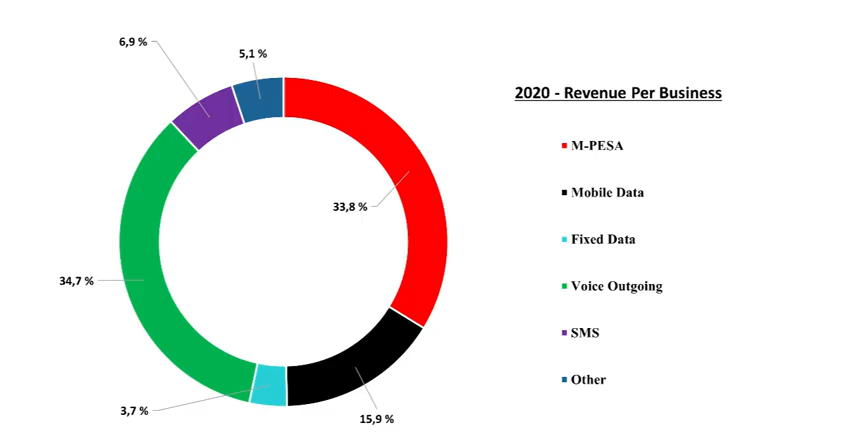 6,9 %
5,1 %
2020 - Revenue Per Business
M-PESA
Mobile Data
33,8 %
Fixed Data
34,7 %
Voice Outgoing
SMS
Other
3,7 %
15,9 %